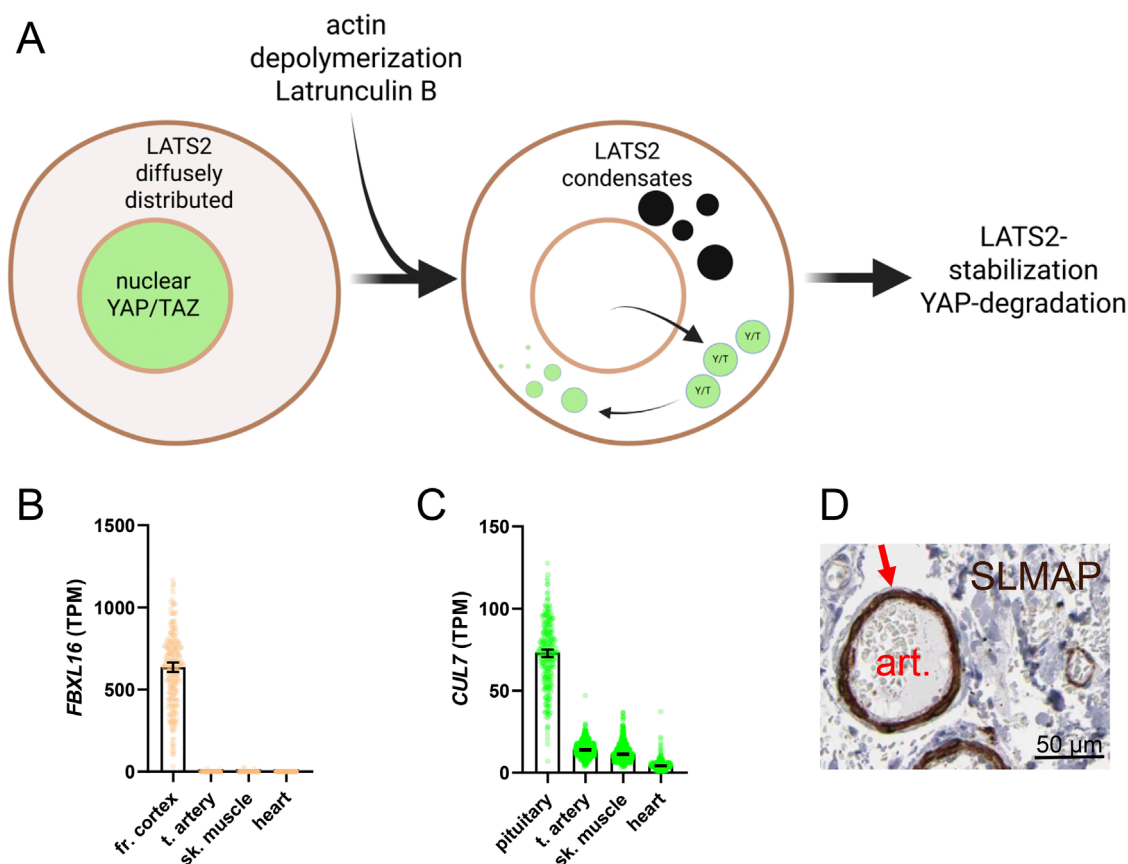 A
actin
depolymerization
Latrunculin B
LATS2
diffusely
distributed
nuclear
YAP/TAZ
LATS2
condensates
Y/T
Y/T
Y/T
LATS2-
stabilization
YAP-degradation
B
FBXL16 (TPM)
1500
1000
500
0
fr. cortex
t. artery
sk. muscle
heart
C
CUL7 (TPM)
150
100
50
0
pituitary
t. artery
sk. muscle
heart
D
SLMAP
art.
50 µm